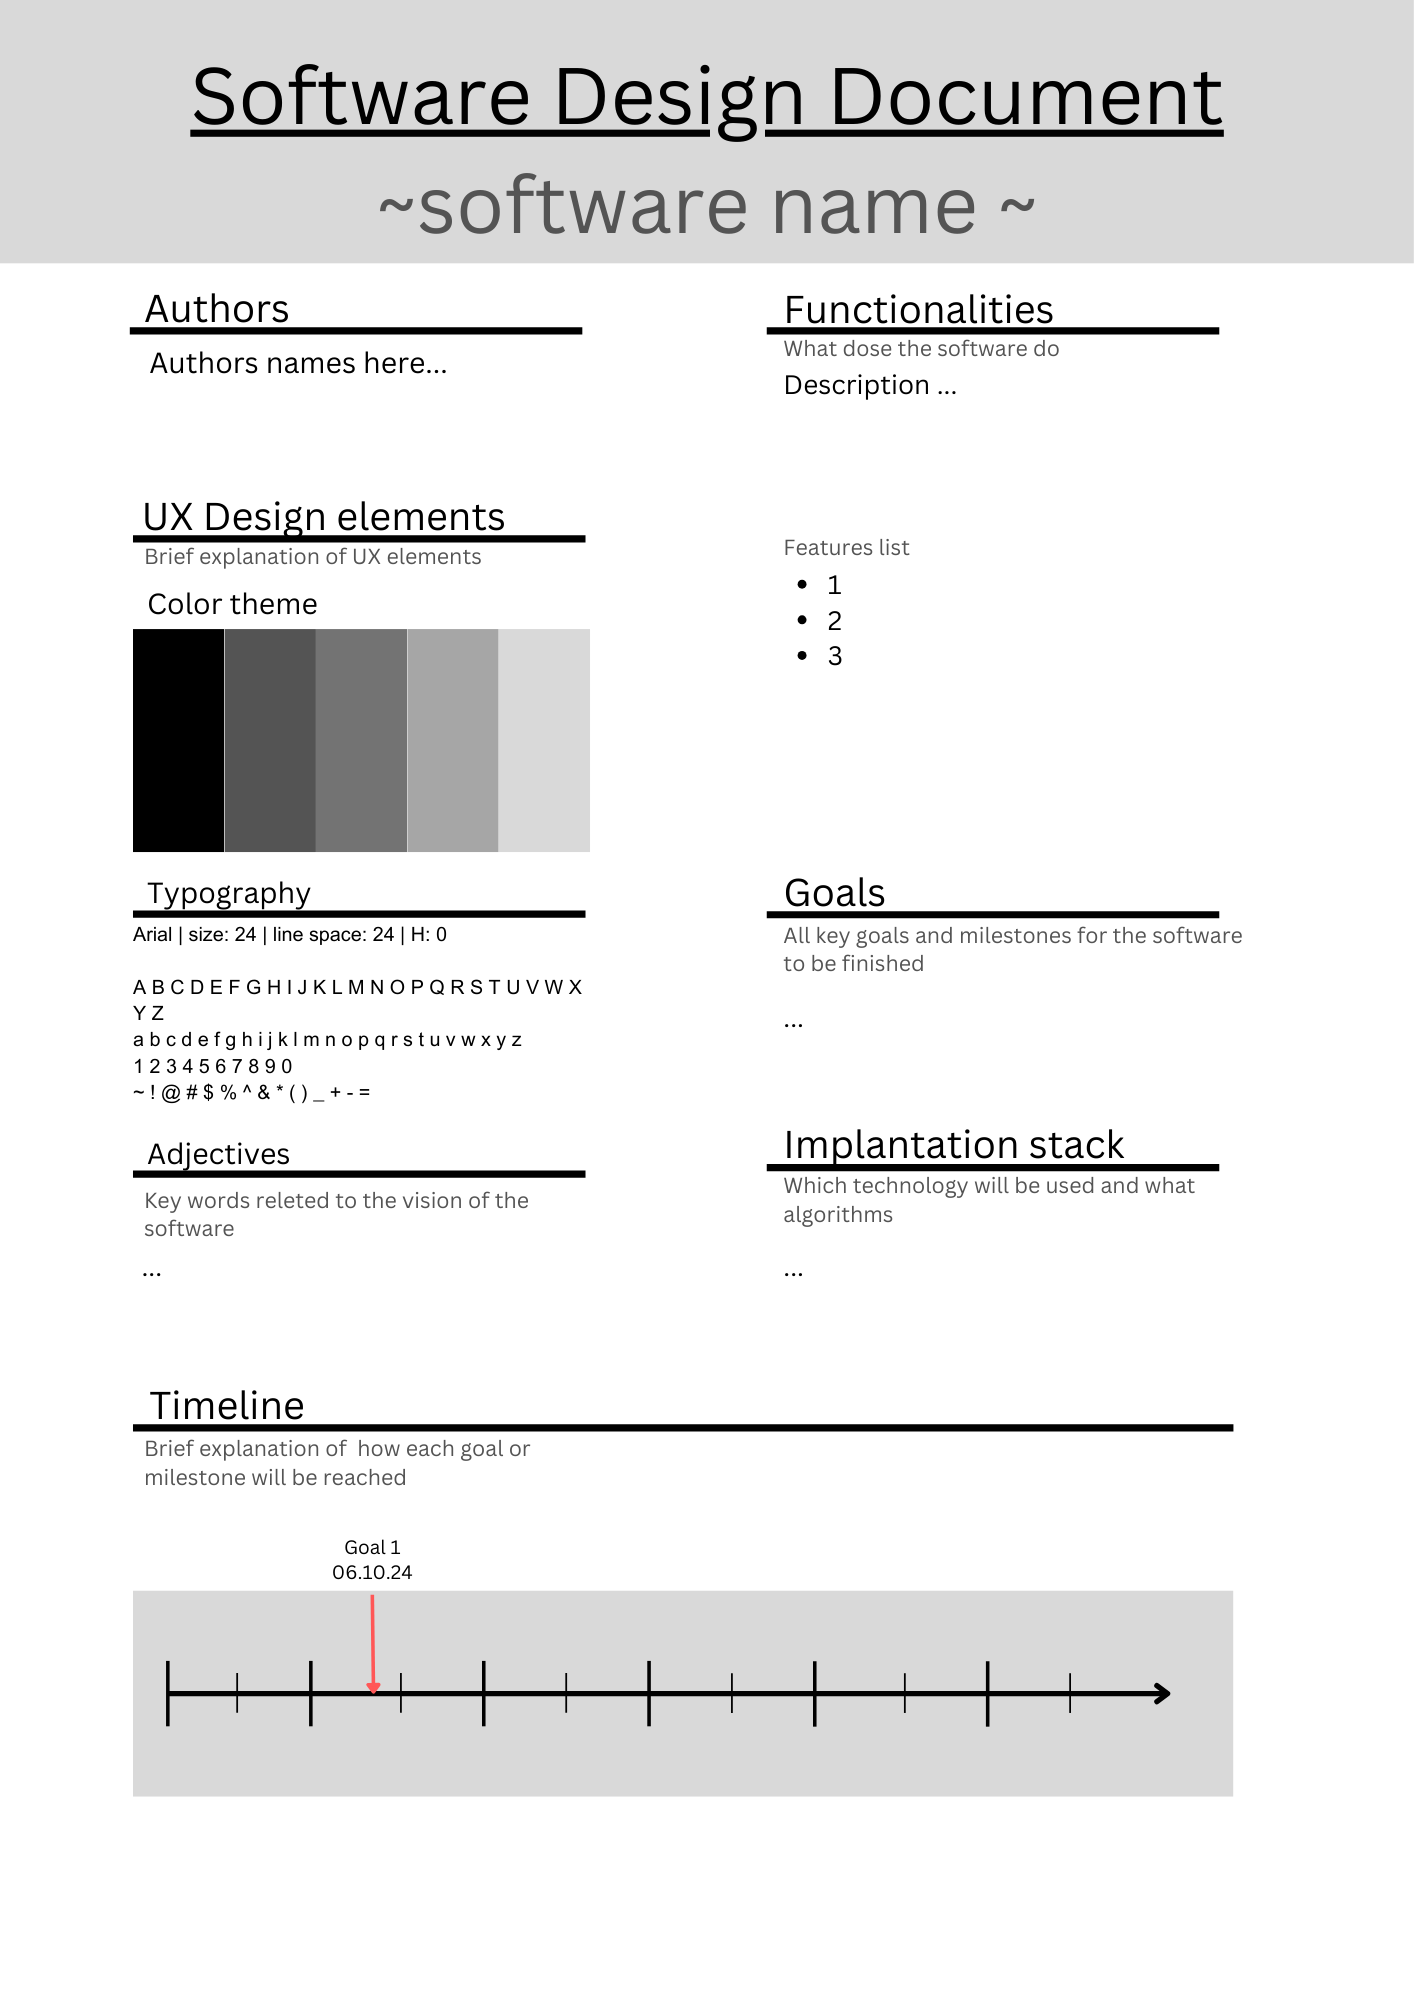 Software Design Document
~software name ~
Authors
Authors names here...
UX Design elements
Brief explanation of UX elements
Color theme
Typography
Arial | size: 24 | line space: 24 | H: 0
A B C D E F G H I J K L M N O P Q R S T U V W X
Y Z
a b c d e f g h i j k l m n o p q r s t u v w x y z
1 2 3 4 5 6 7 8 9 0
~ ! @ # $ % ^ & * ( ) _ + - =
Adjectives
Key words releted to the vision of the
software
...
Functionalities
What dose the software do
Description ...
Features list
• 1
• 2
• 3
Goals
All key goals and milestones for the software
to be finished
...
Implantation stack
Which technology will be used and what
algorithms
...
Timeline
Brief explanation of  how each goal or
milestone will be reached
Goal 1
06.10.24